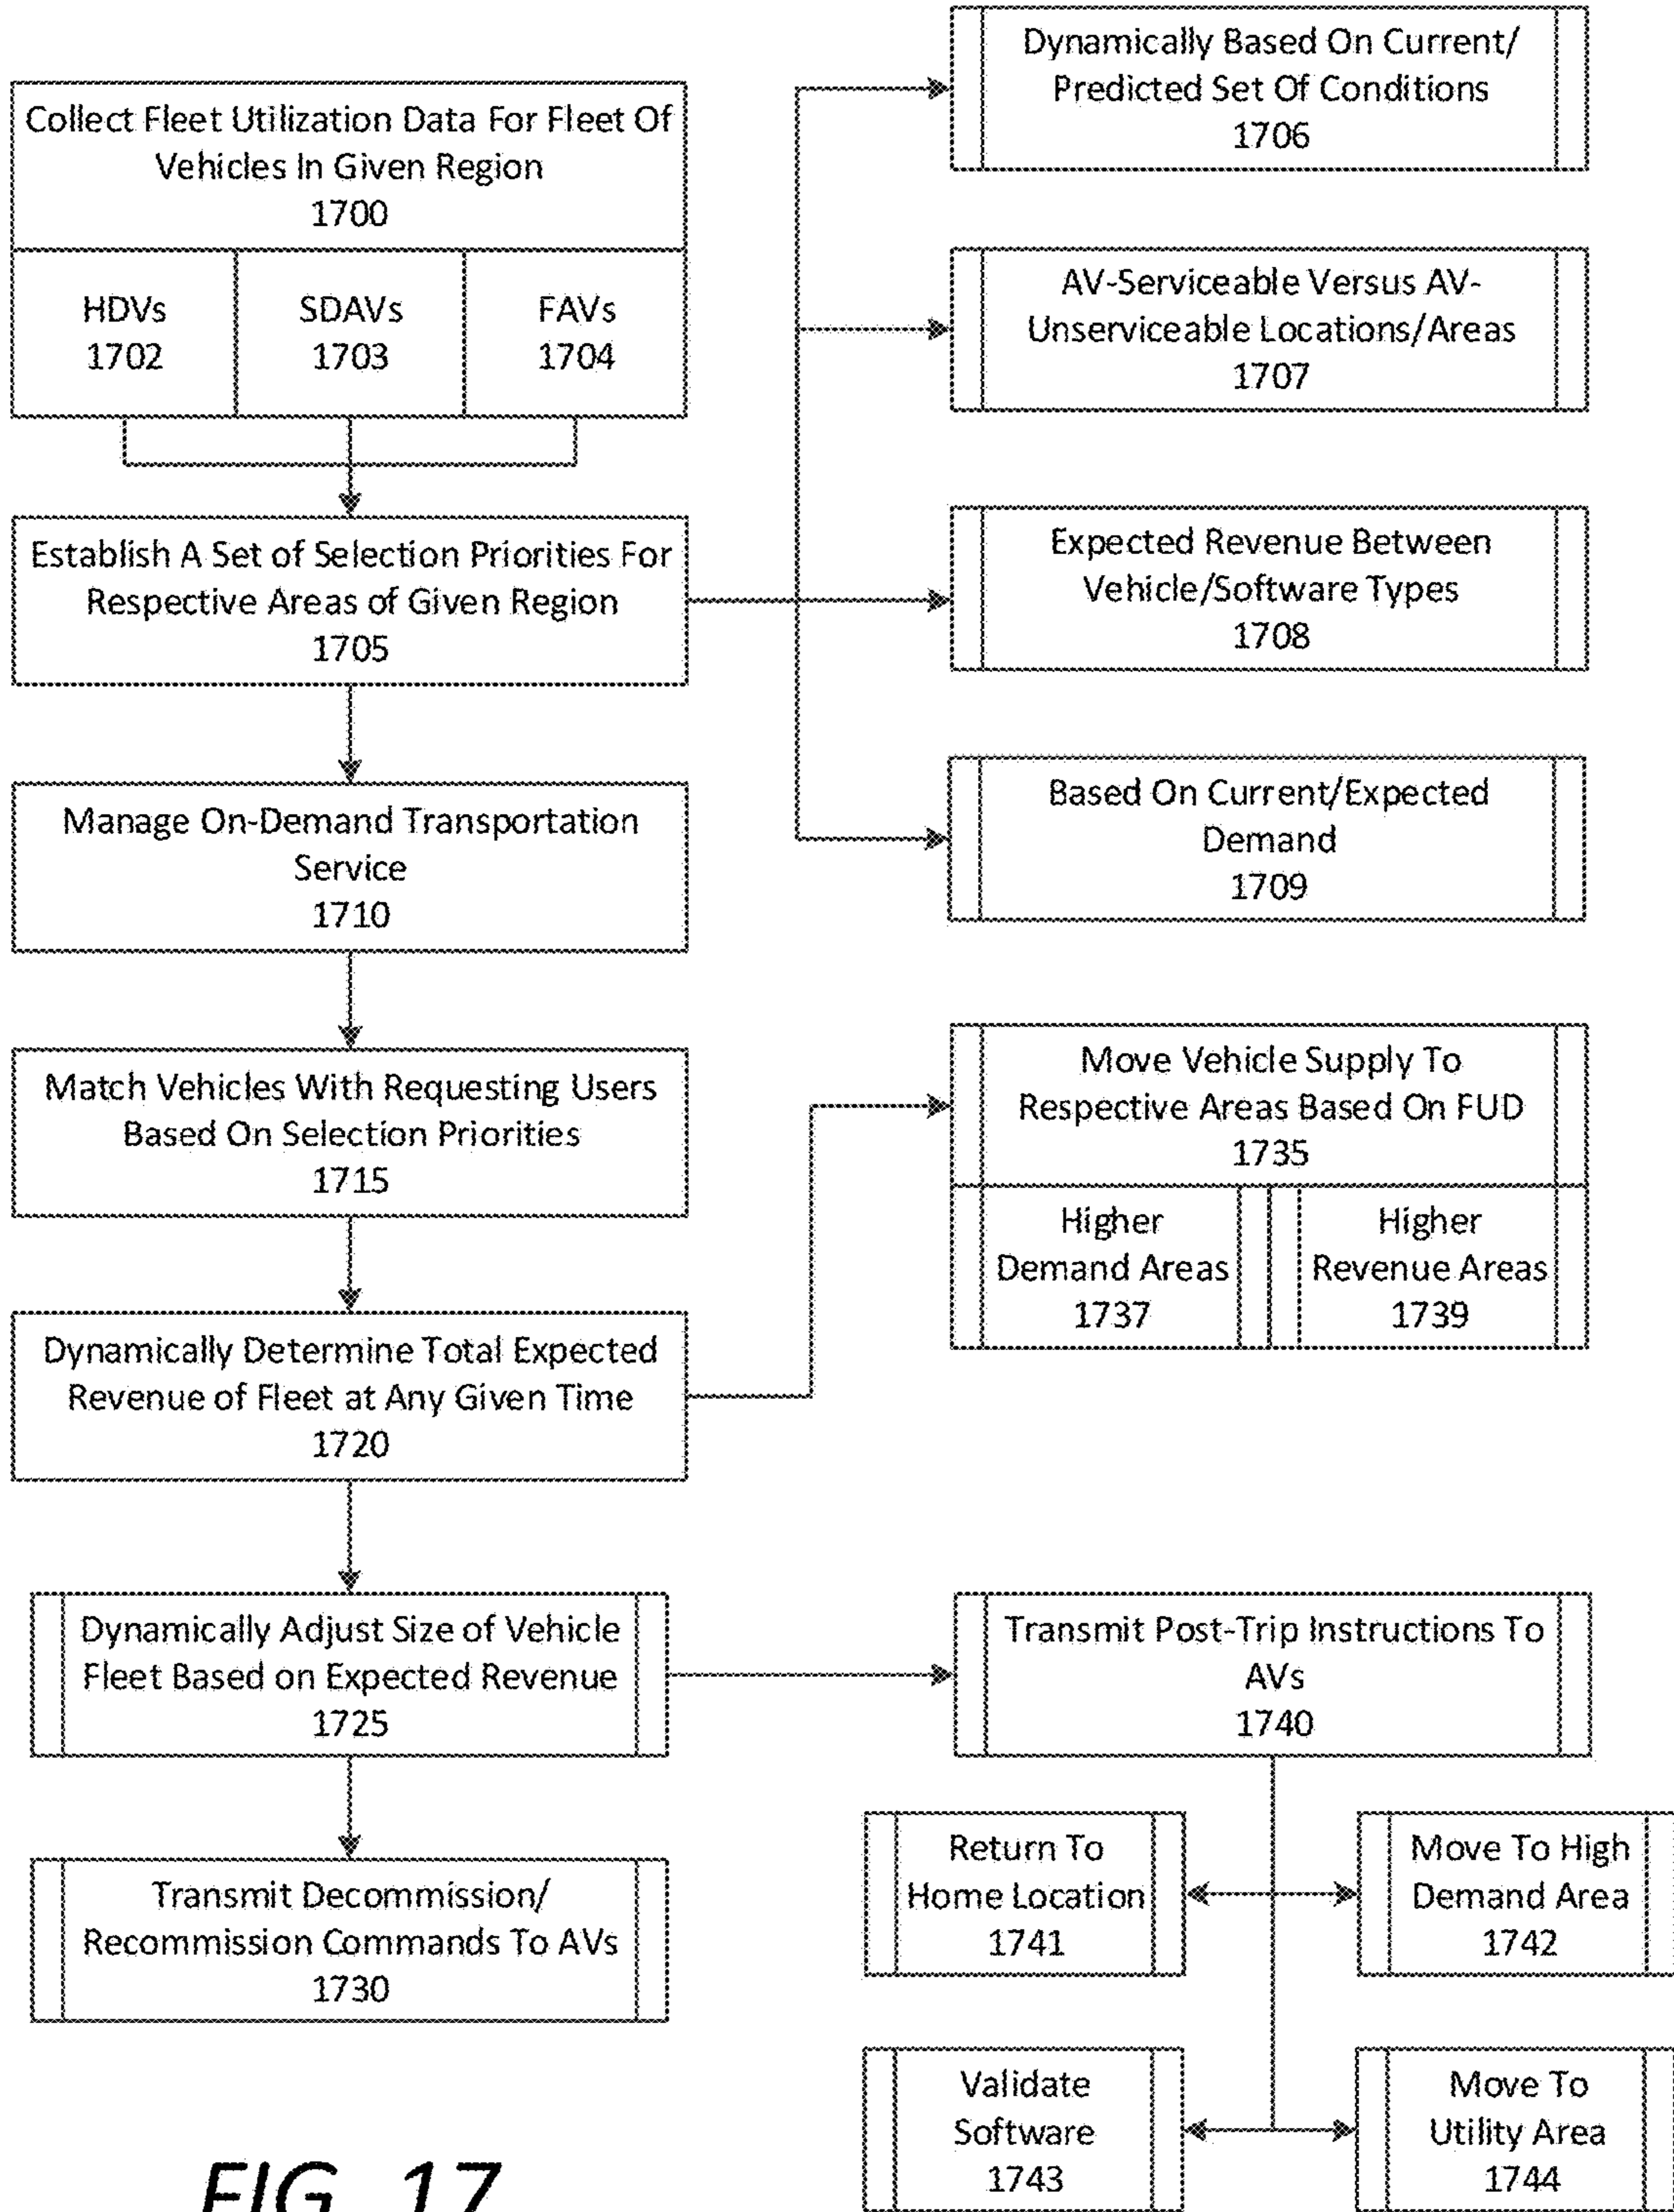 Collect Fleet Utilization Data For Fleet Of
Vehicles In Given Region
1700
HDVs
1702
SDAVs
1703
FAVs
1704
Establish A Set of Selection Priorities For
Respective Areas of Given Region
1705
Dynamically Based On Current/
Predicted Set Of Conditions
1706
AV-Serviceable Versus AV-
Unserviceable Locations/Areas
1707
Expected Revenue Between
Vehicle/Software Types
1708
Based On Current/Expected
Demand
1709
Manage On-Demand Transportation
Service
1710
Match Vehicles With Requesting Users
Based On Selection Priorities
1715
Dynamically Determine Total Expected
Revenue of Fleet at Any Given Time
1720
Move Vehicle Supply To
Respective Areas Based On FUD
1735
Higher
Demand Areas
1737
Higher
Revenue Areas
1739
Dynamically Adjust Size of Vehicle
Fleet Based on Expected Revenue
1725
Transmit Decommission/
Recommission Commands To AVs
1730
Transmit Post-Trip Instructions To
AVs
1740
Return To
Home Location
1741
Move To High
Demand Area
1742
Validate
Software
1743
Move To
Utility Area
1744
FIG. 17